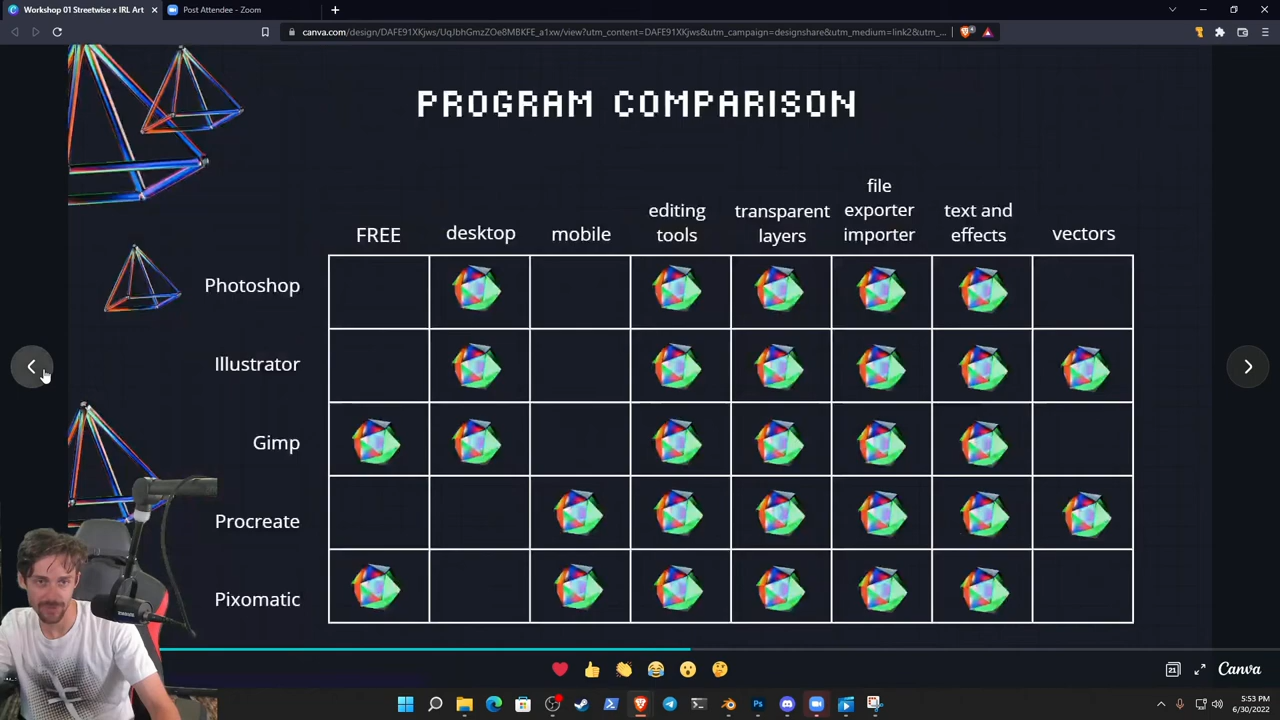 Workshop 01 Streetwise x IRL Art
Post Attendee - Zoom
canva.com/design/DAFE91XKjws/UqJbhGmzZOe8MBKFE_a1xw/view?utm_content=DAFE91XKjws&utm_campaign=designshare&utm_medium=link2&utm_...
PROGRAM COMPARISON
FREE
desktop
mobile
editing
tools
transparent
layers
file
exporter
importer
text and
effects
vectors
Photoshop
Illustrator
Gimp
Procreate
Pixomatic
21
Canva
5:53 PM
6/30/2022